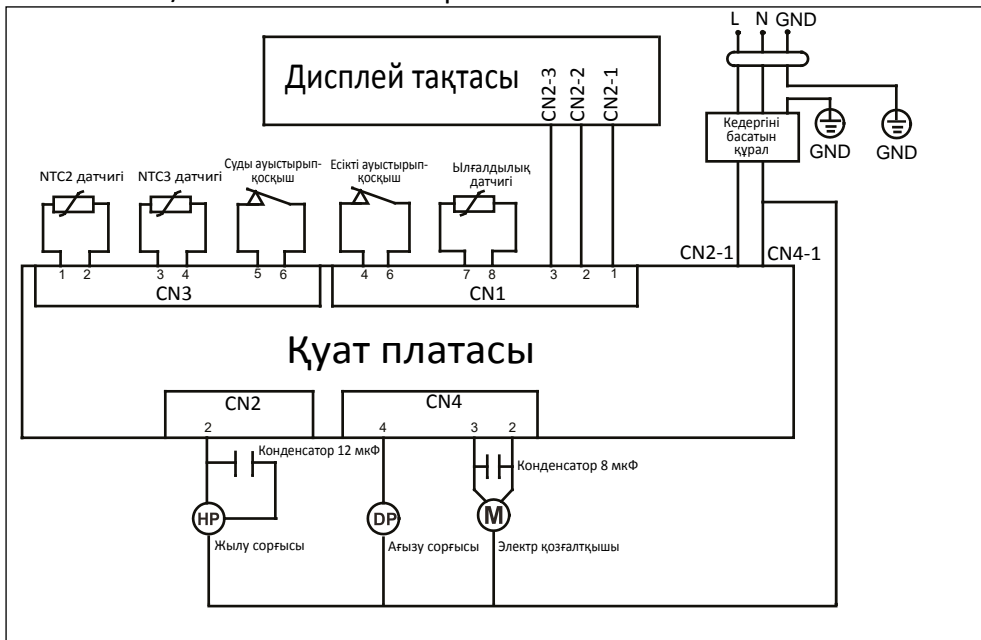 L N GND
Дисплей тақтасы
CN2-3
CN2-2
CN2-1
Кедергіні
басатын
құрал
GND
GND
NTC2 датчигі
NTC3 датчигі
Суды ауыстырып-
қосқыш
Есікті ауыстырып-
қосқыш
Ылғалдылық
датчигі
CN2-1
CN4-1
1 2 3 4 5 6
4 6 7 8 3 2 1
CN3
CN1
Қуат платасы
CN2
CN4
2
4
3 2
Конденсатор 12 мкФ
Конденсатор 8 мкФ
HP
DP
M
Жылу сорғысы
Ағызу сорғысы
Электр қозғалтқышы